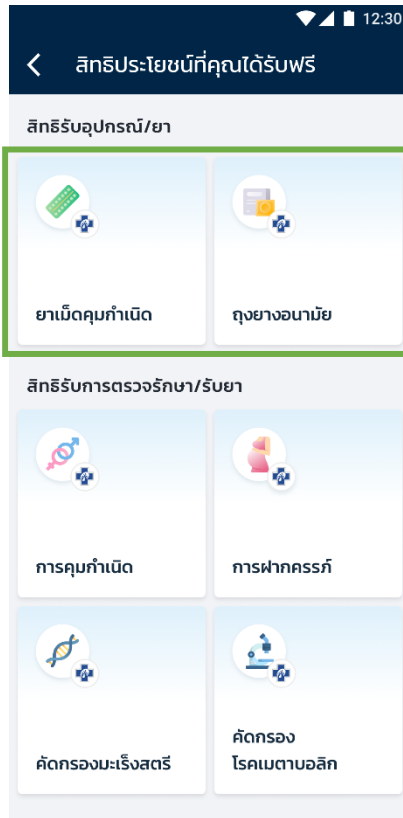 12:30
สิทธิประโยชน์ที่คุณได้รับฟรี
สิทธิรับอุปกรณ์/ยา
ยาเม็ดคุมกำเนิด
ถุงยางอนามัย
สิทธิรับการตรวจรักษา/รับยา
การคุมกำเนิด
การฝากครรภ์
คัดกรองมะเร็งสตรี
คัดกรอง
โรคเมตาบอลิก